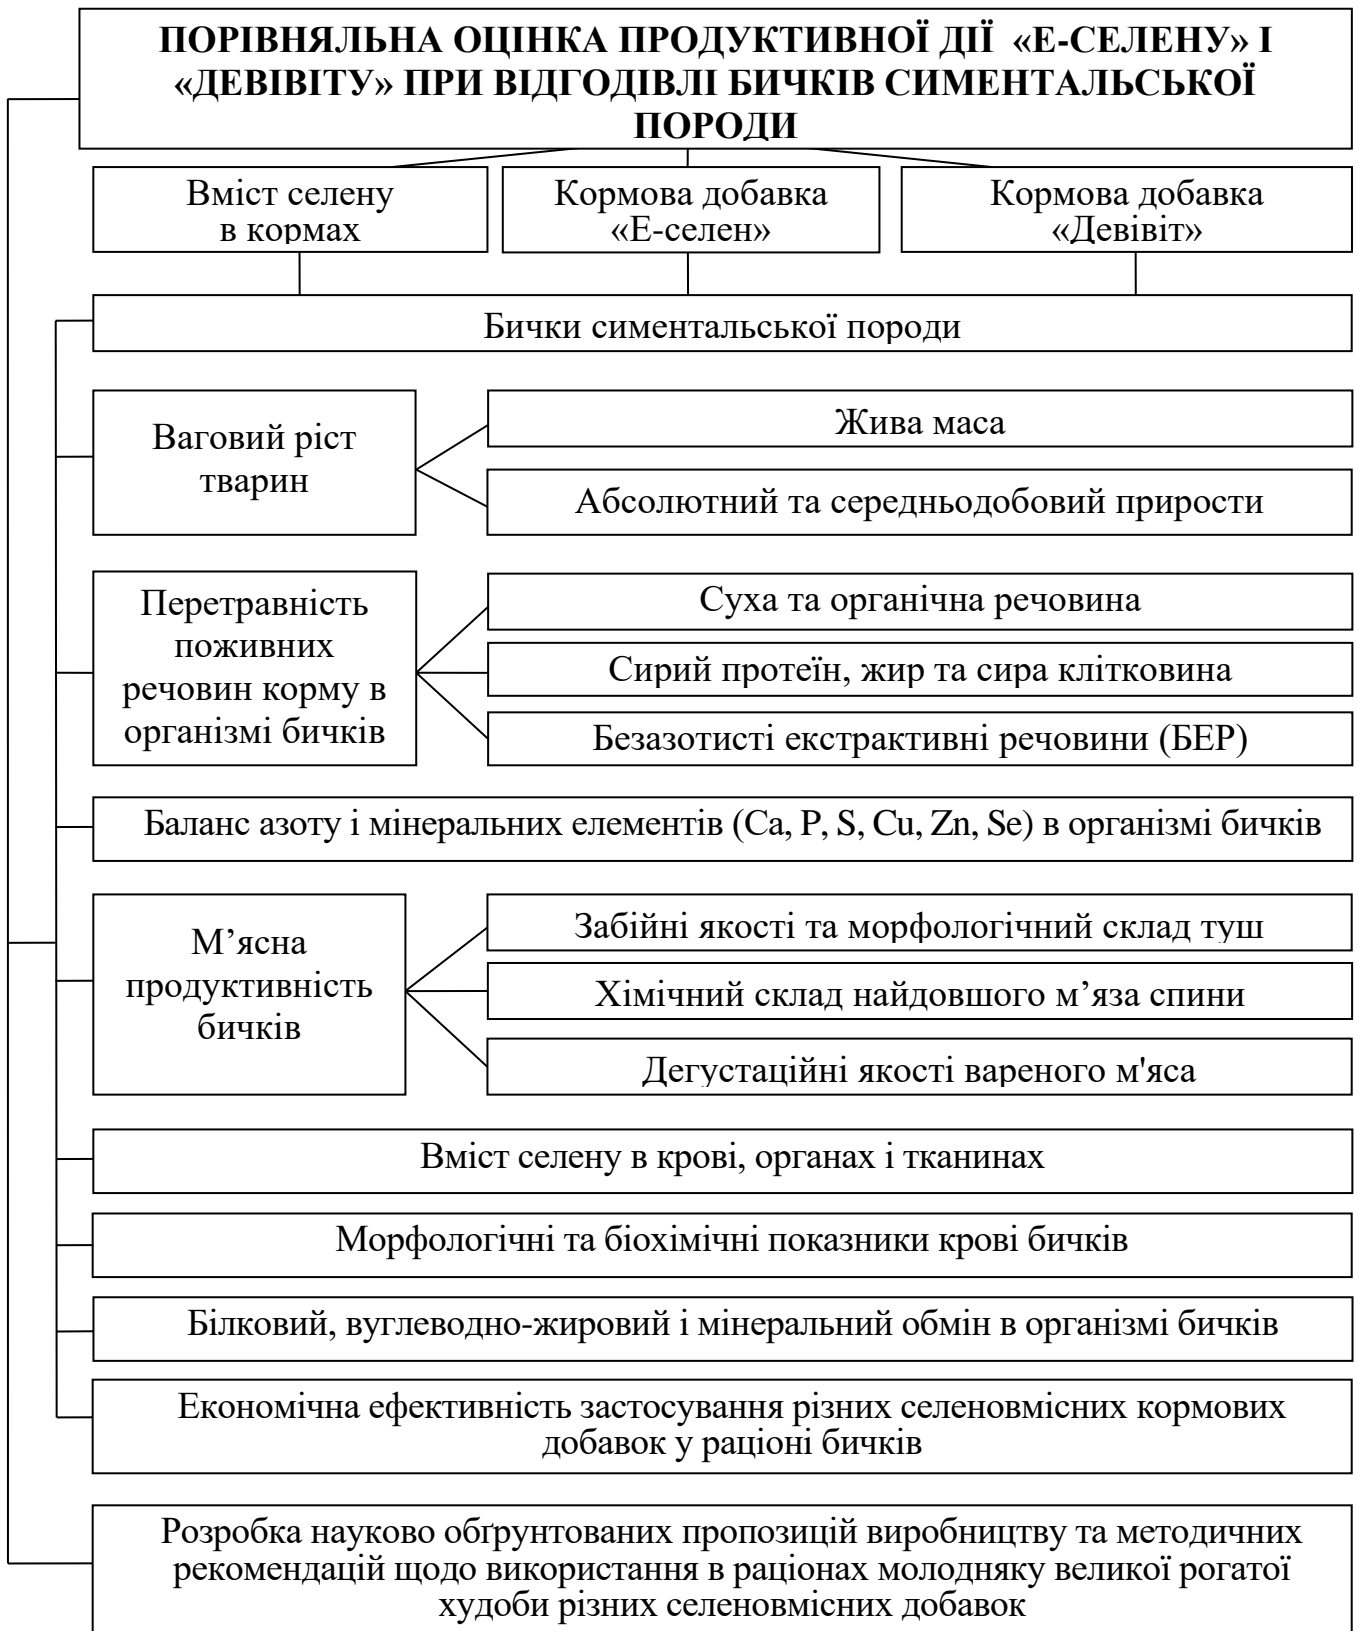 ПОРІВНЯЛЬНА ОЦІНКА ПРОДУКТИВНОЇ ДІЇ «Е-СЕЛЕНУ» І
«ДЕВІВІТУ» ПРИ ВІДГОДІВЛІ БИЧКІВ СИМЕНТАЛЬСЬКОЇ
ПОРОДИ
Вміст селену
в кормах
Кормова добавка
«Е-селен»
Кормова добавка
«Девівіт»
Бички симентальської породи
Ваговий ріст
тварин
Жива маса
Абсолютний та середньодобовий прирости
Перетравність
поживних
речовин корму в
організмі бичків
Суха та органічна речовина
Сирий протеїн, жир та сира клітковина
Безазотисті екстрактивні речовини (БЕР)
Баланс азоту і мінеральних елементів (Ca, P, S, Cu, Zn, Se) в організмі бичків
М’ясна
продуктивність
бичків
Забійні якості та морфологічний склад туш
Хімічний склад найдовшого м’яза спини
Дегустаційні якості вареного м'яса
Вміст селену в крові, органах і тканинах
Морфологічні та біохімічні показники крові бичків
Білковий, вуглеводно-жировий і мінеральний обмін в організмі бичків
Економічна ефективність застосування різних селеновмісних кормових
добавок у раціоні бичків
Розробка науково обґрунтованих пропозицій виробництву та методичних
рекомендацій щодо використання в раціонах молодняку великої рогатої
худоби різних селеновмісних добавок